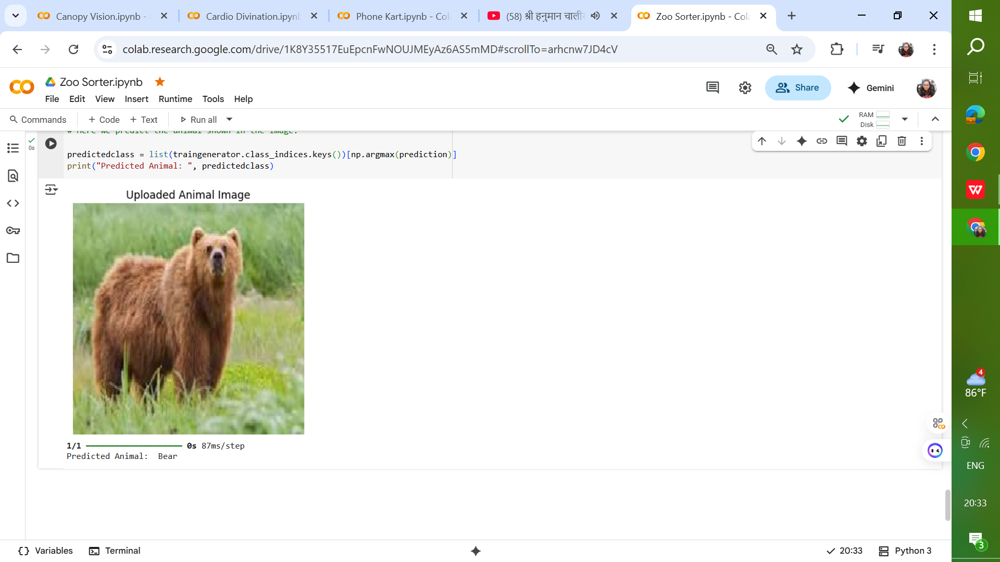 Canopy Vision.ipynb -
Cardio Divination.ipynb
Phone Kart.ipynb - Col
(58) श्री हनुमान चालीस
Zoo Sorter.ipynb - Col
colab.research.google.com/drive/1K8Y35517EuEpcnFwNOUJMEyAz6AS5mMD#scrollTo=arhcnw7JD4cV
Zoo Sorter.ipynb
File Edit View Insert Runtime Tools Help
Share
Gemini
Commands
+ Code + Text
Run all
RAM
Disk
# Here we predict the animal shown in the image.
0s
predictedclass = list(traingenerator.class_indices.keys())[np.argmax(prediction)]
print("Predicted Animal: ", predictedclass)
Uploaded Animal Image
1/1 0s 87ms/step
Predicted Animal:  Bear
Variables Terminal
20:33 Python 3
4
86°F
ENG
20:33
3